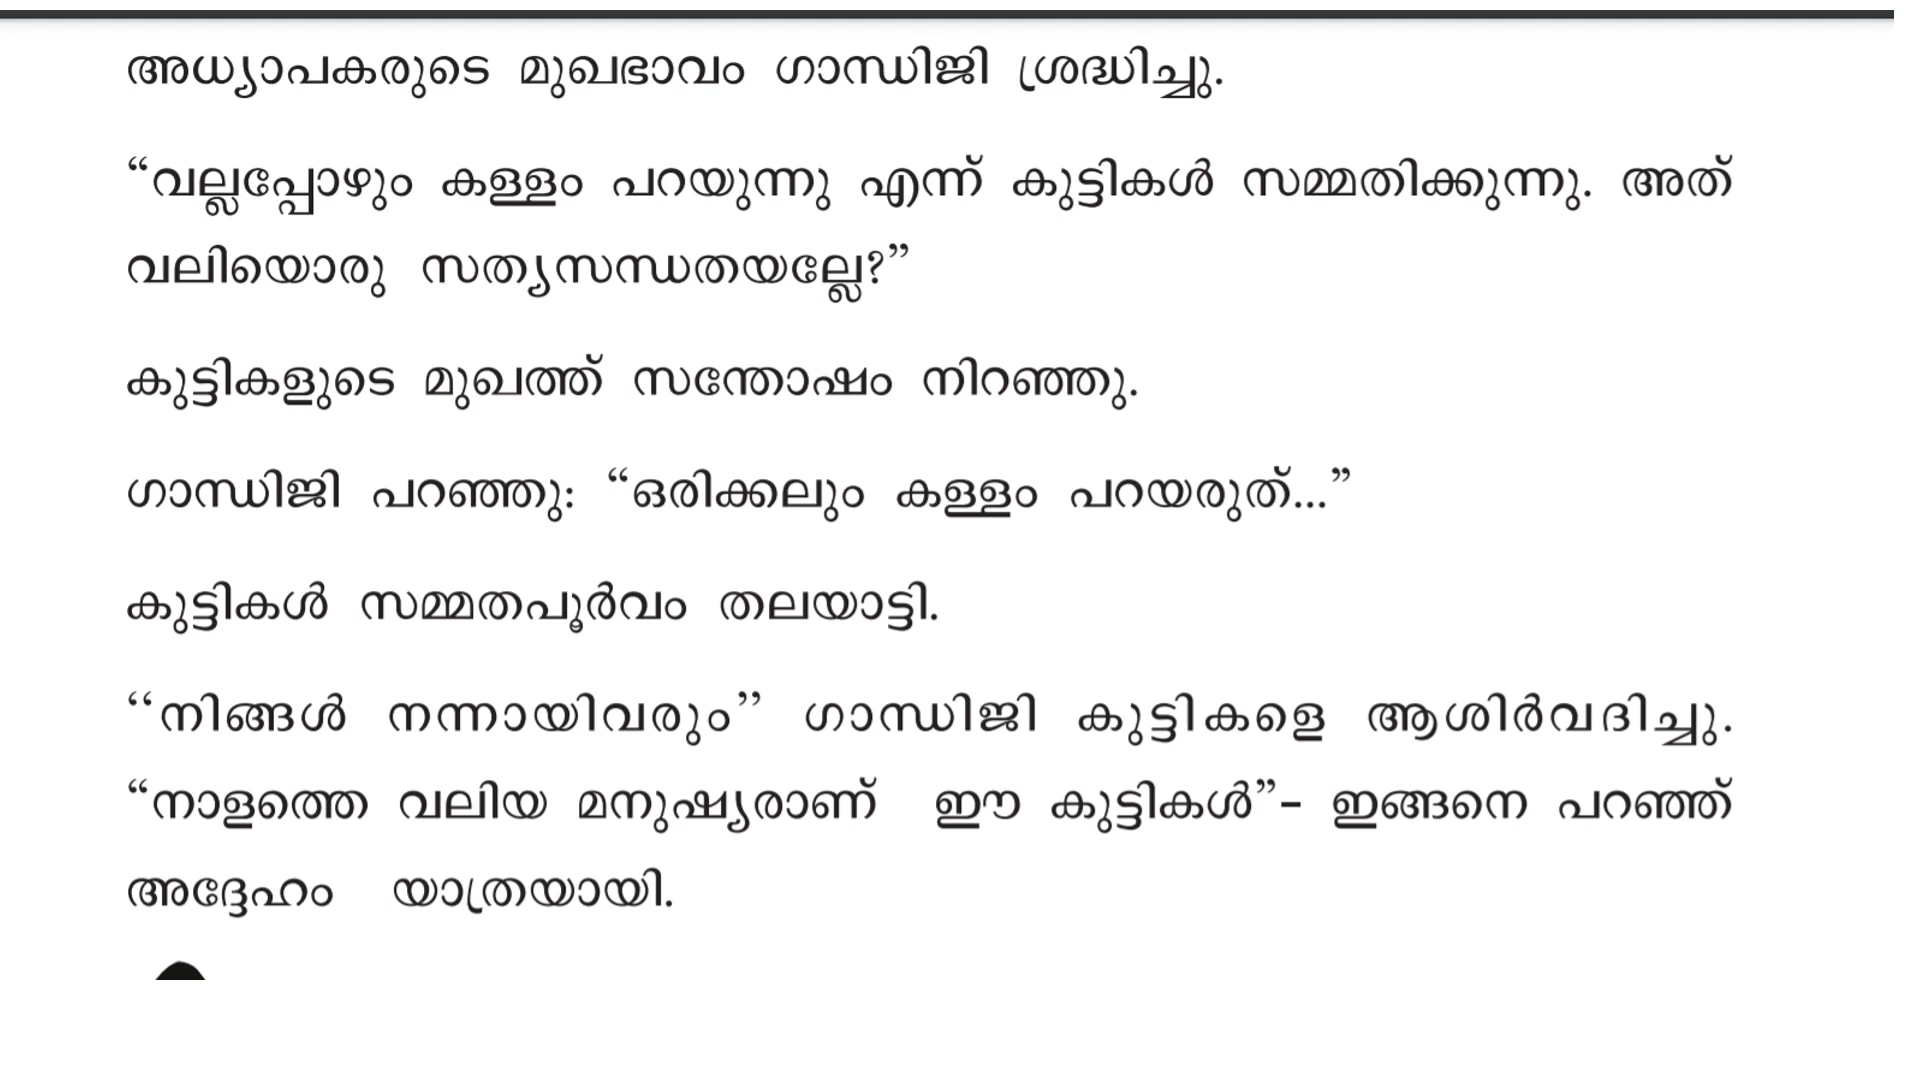 അധ്യാപകരുടെ മുഖഭാവം ഗാന്ധിജി ശ്രദ്ധിച്ചു.
“വല്ലപ്പോഴും കള്ളം പറയുന്നു എന്ന് കുട്ടികൾ സമ്മതിക്കുന്നു. അത്
വലിയൊരു സത്യസന്ധതയല്ലേ?”
കുട്ടികളുടെ മുഖത്ത് സന്തോഷം നിറഞ്ഞു.
ഗാന്ധിജി പറഞ്ഞു: “ഒരിക്കലും കള്ളം പറയരുത്...”
കുട്ടികൾ സമ്മതപൂർവം തലയാട്ടി.
‘‘നിങ്ങൾ നന്നായിവരും’’ ഗാന്ധിജി കുട്ടികളെ ആശിർവദിച്ചു.
“നാളത്തെ വലിയ മനുഷ്യരാണ് ഈ കുട്ടികൾ”- ഇങ്ങനെ പറഞ്ഞ്
അദ്ദേഹം യാത്രയായി.